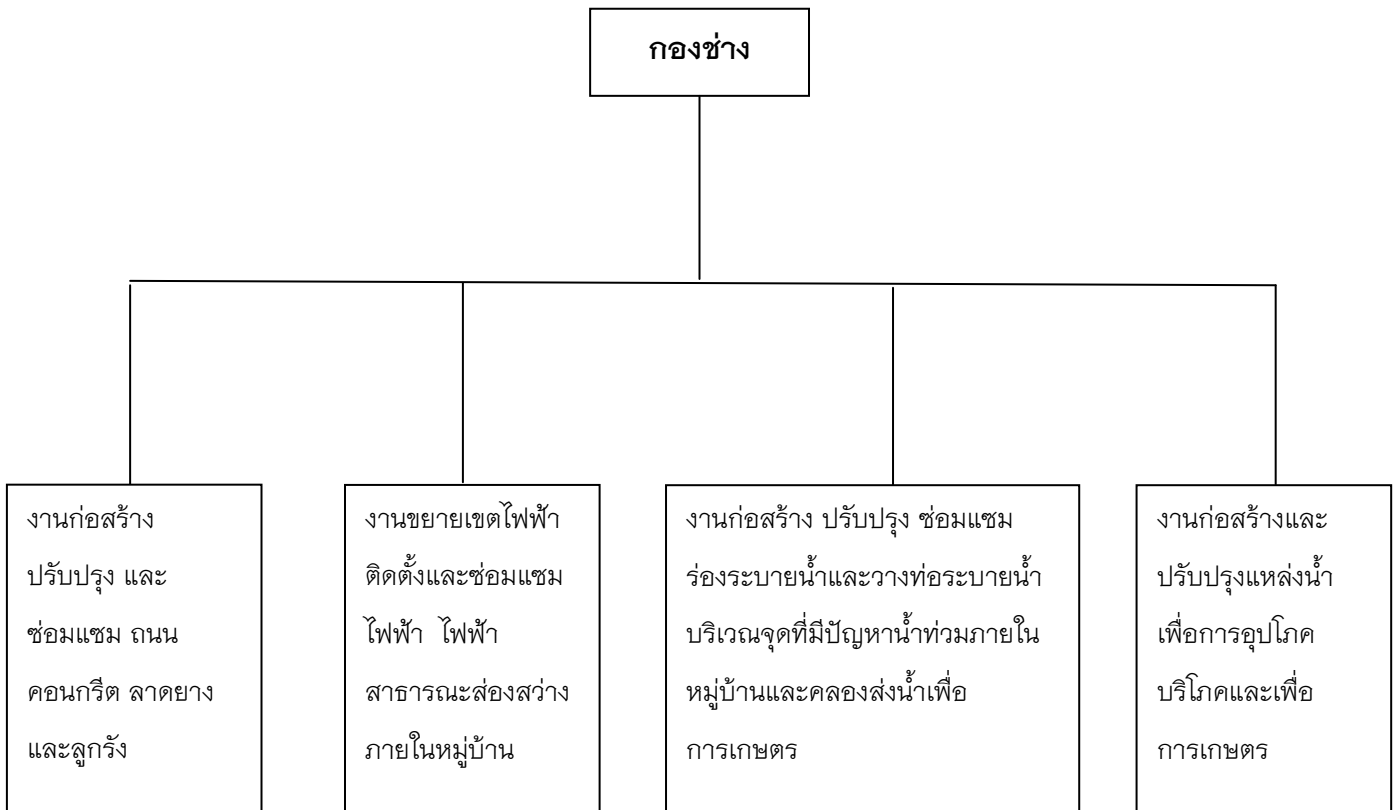 กองช่าง
งานก่อสร้าง
ปรับปรุง และ
ซ่อมแซม ถนน
คอนกรีต ลาดยาง
และลูกรัง
งานขยายเขตไฟฟ้า
ติดตั้งและซ่อมแซม
ไฟฟ้า ไฟฟ้า
สาธารณะส่องสว่าง
ภายในหมู่บ้าน
งานก่อสร้าง ปรับปรุง ซ่อมแซม
ร่องระบายน้ำและวางท่อระบายน้ำ
บริเวณจุดที่มีปัญหาน้ำท่วมภายใน
หมู่บ้านและคลองส่งน้ำเพื่อ
การเกษตร
งานก่อสร้างและ
ปรับปรุงแหล่งน้ำ
เพื่อการอุปโภค
บริโภคและเพื่อ
การเกษตร